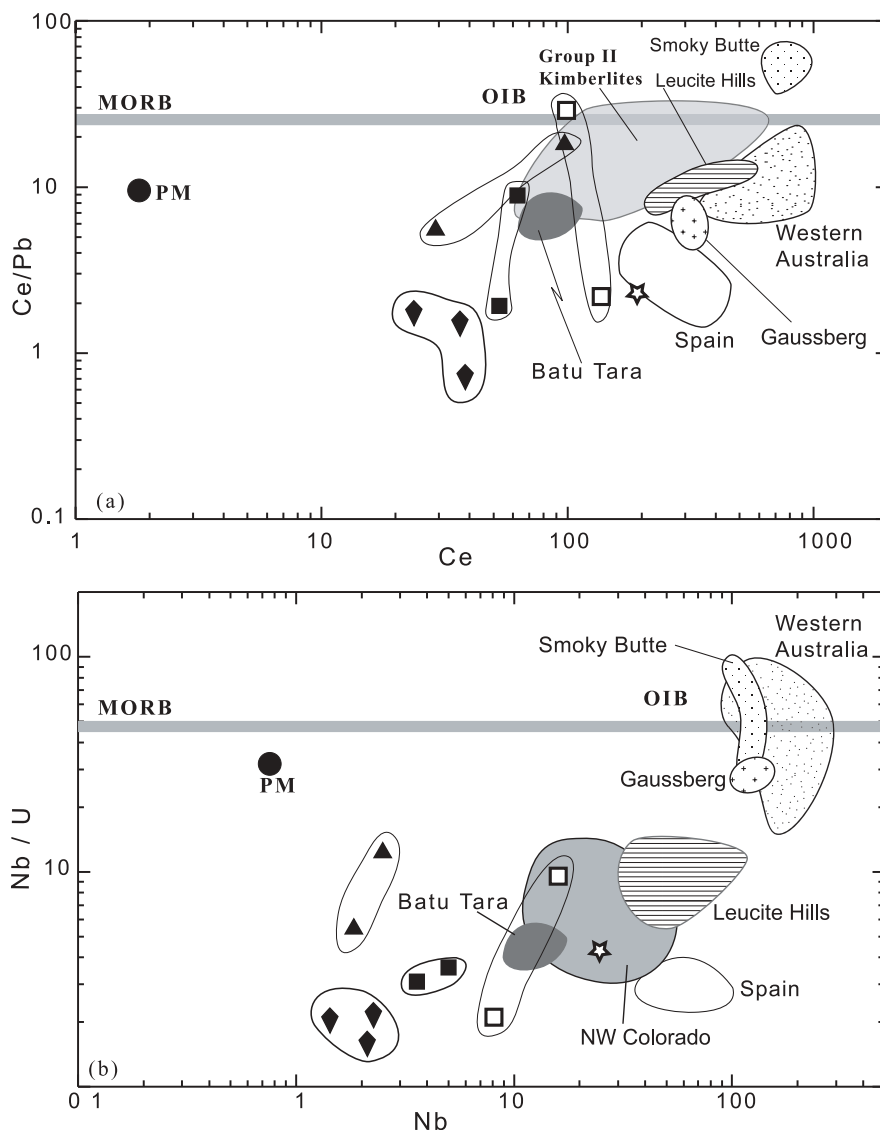 100
Smoky Butte
Group II
Kimberlites
Leucite Hills
MORB
OIB
10
PM
Western
Australia
Ce/Pb
Spain
Gaussberg
1
Batu Tara
(a)
0.1
1
10
100
1000
Ce
Western
Australia
Smoky Butte
100
MORB
OIB
PM
Gaussberg
Nb / U
10
Batu Tara
Leucite Hills
Spain
NW Colorado
(b)
1
0 1
1
10
100
Nb